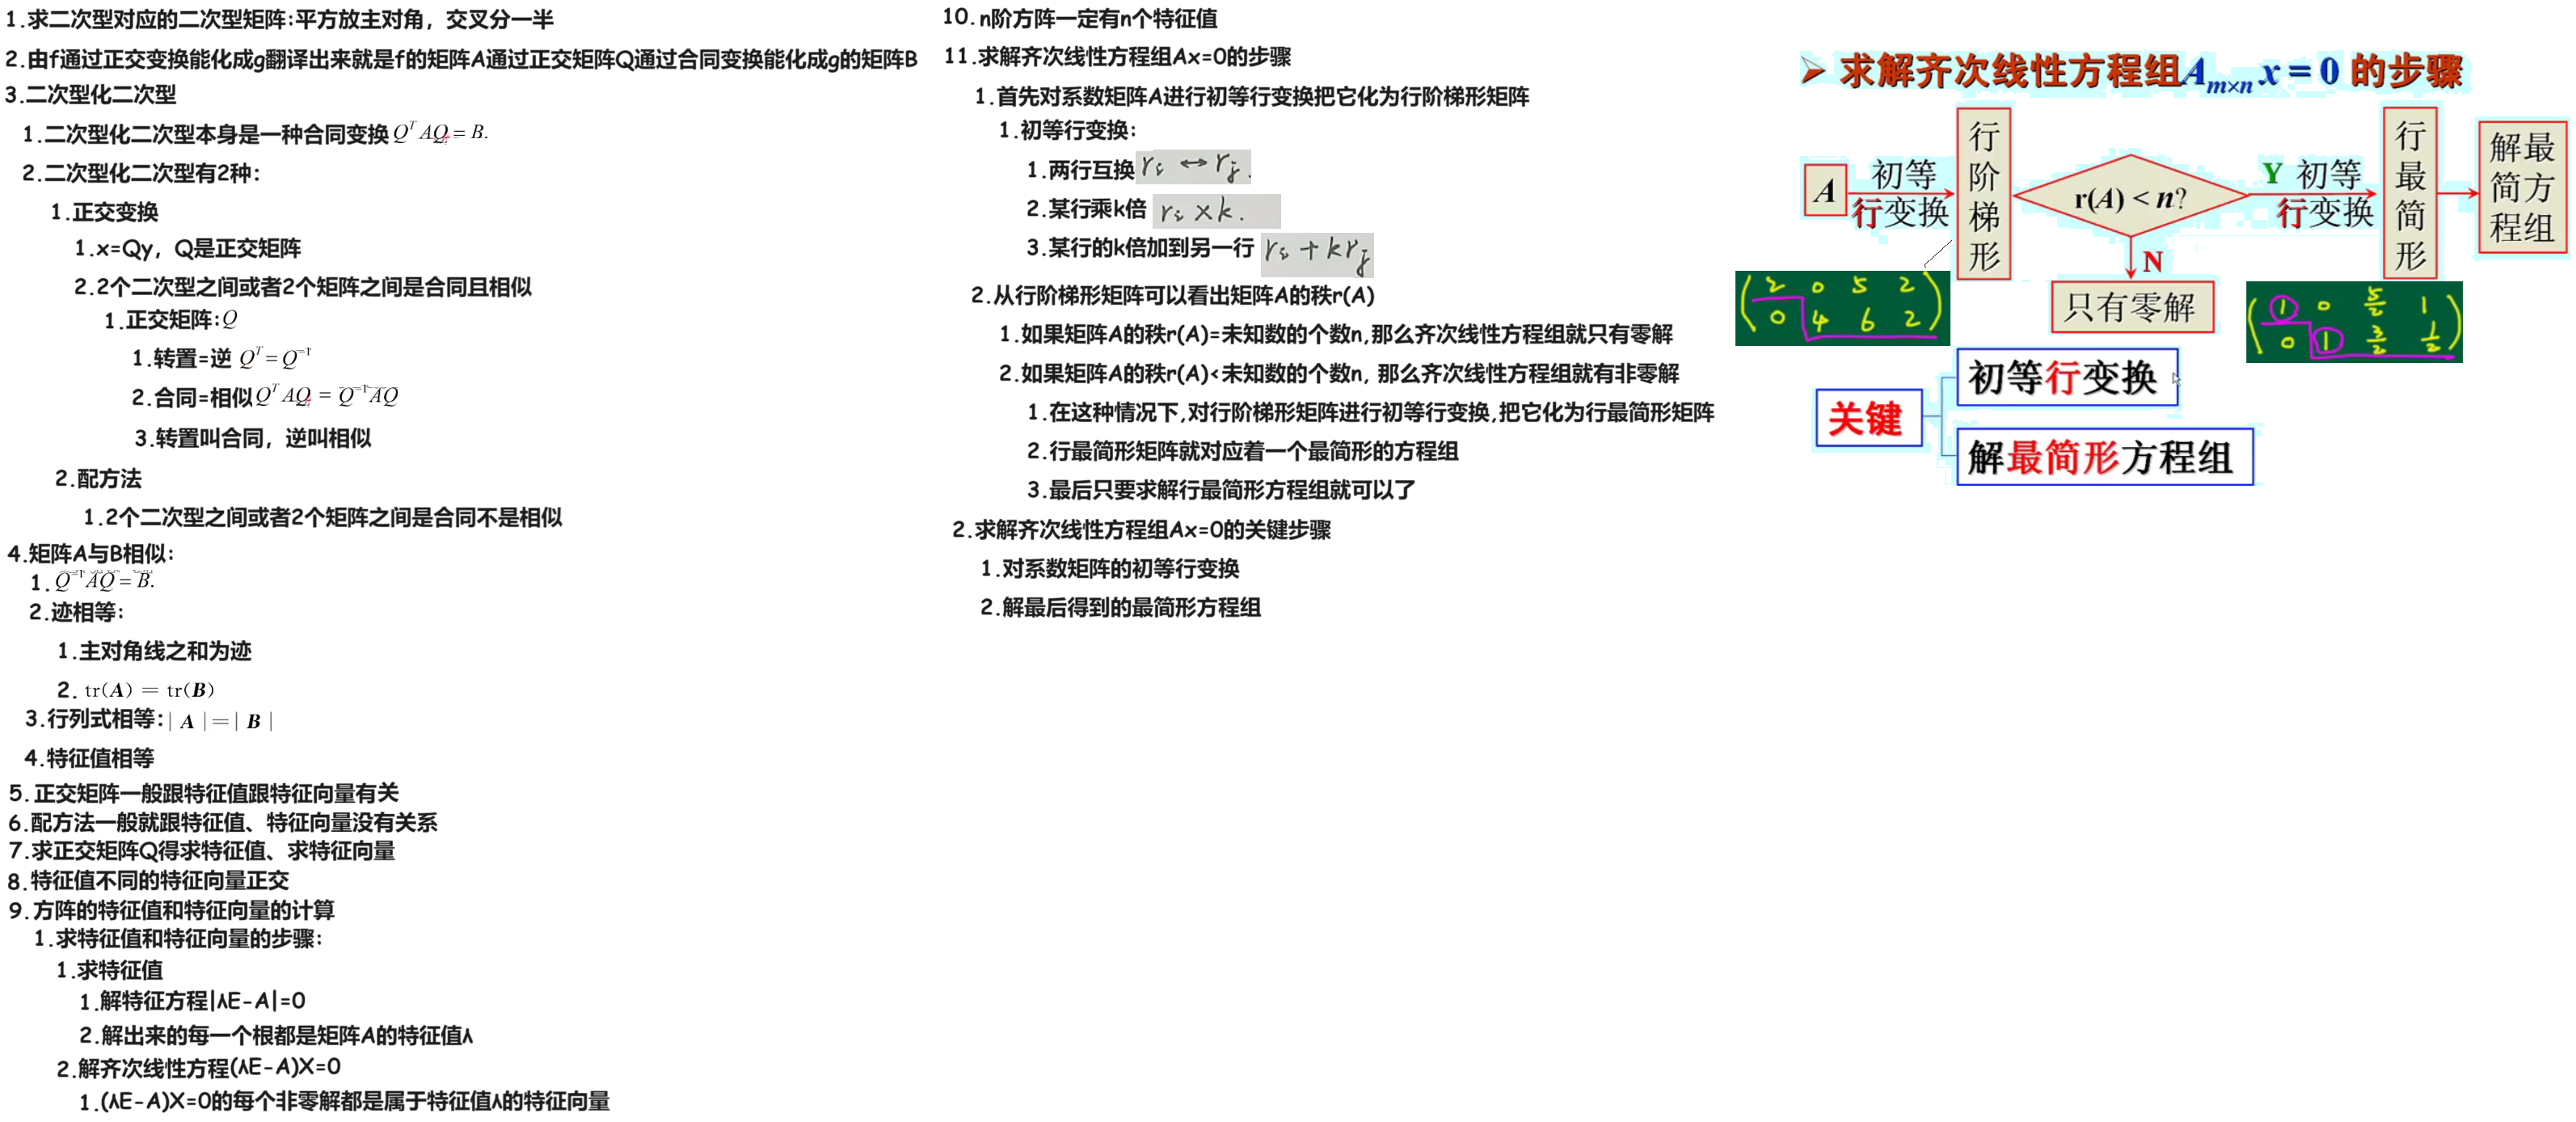 1.求二次型对应的二次型矩阵:平方放主对角，交叉分一半
2.由f通过正交变换能化成g翻译出来就是f的矩阵A通过正交矩阵Q通过合同变换能化成g的矩阵B
3.二次型化二次型
1.二次型化二次型本身是一种合同变换 Q^T AQ = B.
2.二次型化二次型有2种:
1.正交变换
1.x=Qy，Q是正交矩阵
2.2个二次型之间或者2个矩阵之间是合同且相似
1.正交矩阵:Q
1.转置=逆 Q^T = Q^-1
2.合同=相似 Q^T AQ = Q^-1 AQ
3.转置叫合同，逆叫相似
2.配方法
1.2个二次型之间或者2个矩阵之间是合同不是相似
4.矩阵A与B相似:
1. Q^-1 AQ = B.
2.迹相等:
1.主对角线之和为迹
2. tr(A) = tr(B)
3.行列式相等:| A |=| B |
4.特征值相等
5.正交矩阵一般跟特征值跟特征向量有关
6.配方法一般就跟特征值、特征向量没有关系
7.求正交矩阵Q得求特征值、求特征向量
8.特征值不同的特征向量正交
9.方阵的特征值和特征向量的计算
1.求特征值和特征向量的步骤:
1.求特征值
1.解特征方程|λE-A|=0
2.解出来的每一个根都是矩阵A的特征值λ
2.解齐次线性方程(λE-A)X=0
1.(λE-A)X=0的每个非零解都是属于特征值λ的特征向量
10.n阶方阵一定有n个特征值
11.求解齐次线性方程组Ax=0的步骤
1.首先对系数矩阵A进行初等行变换把它化为行阶梯形矩阵
1.初等行变换:
1.两行互换 r_i ↔ r_j.
2.某行乘k倍 r_i × k.
3.某行的k倍加到另一行 r_i + kr_j
2.从行阶梯形矩阵可以看出矩阵A的秩r(A)
1.如果矩阵A的秩r(A)=未知数的个数n,那么齐次线性方程组就只有零解
2.如果矩阵A的秩r(A)<未知数的个数n, 那么齐次线性方程组就有非零解
1.在这种情况下,对行阶梯形矩阵进行初等行变换,把它化为行最简形矩阵
2.行最简形矩阵就对应着一个最简形的方程组
3.最后只要求解行最简形方程组就可以了
2.求解齐次线性方程组Ax=0的关键步骤
1.对系数矩阵的初等行变换
2.解最后得到的最简形方程组
➢ 求解齐次线性方程组A_m×n x = 0 的步骤
A
初等
行变换
行阶梯形
r(A) < n?
Y 初等
行变换
行最简形
解最
简方
程组
N
只有零解
2 0 5 2
0 4 6 2
1 0 5/2 1
0 1 3/2 1/2
关键
初等行变换
解最简形方程组